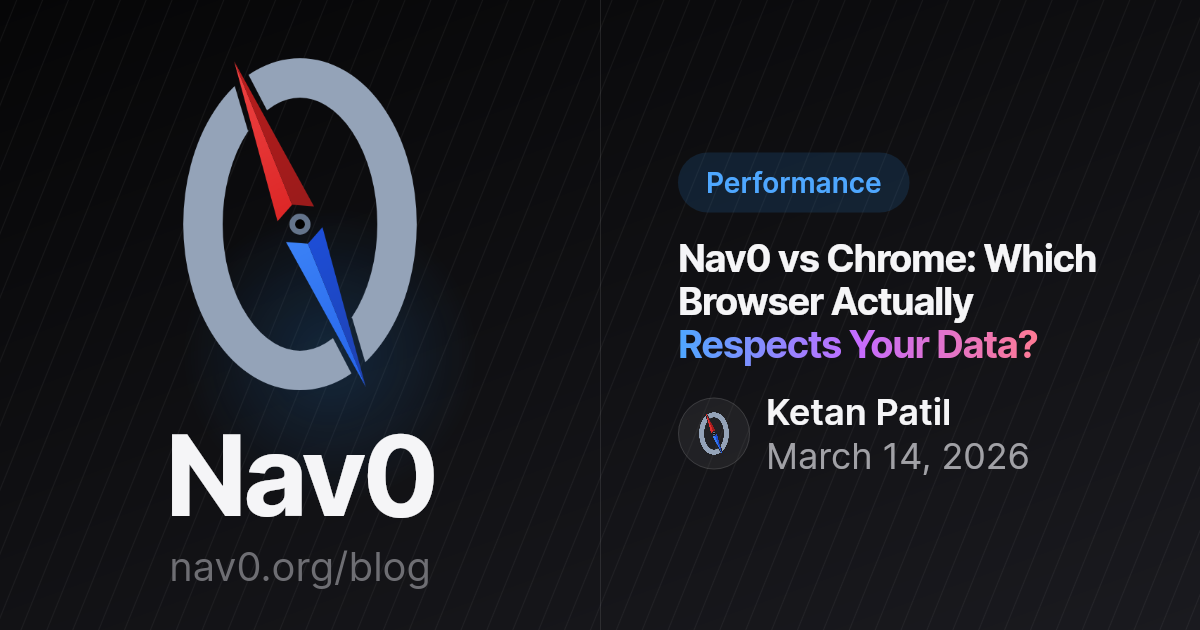 Nav0
nav0.org/blog
Performance
Nav0 vs Chrome: Which
Browser Actually
Respects Your Data?
Ketan Patil
March 14, 2026